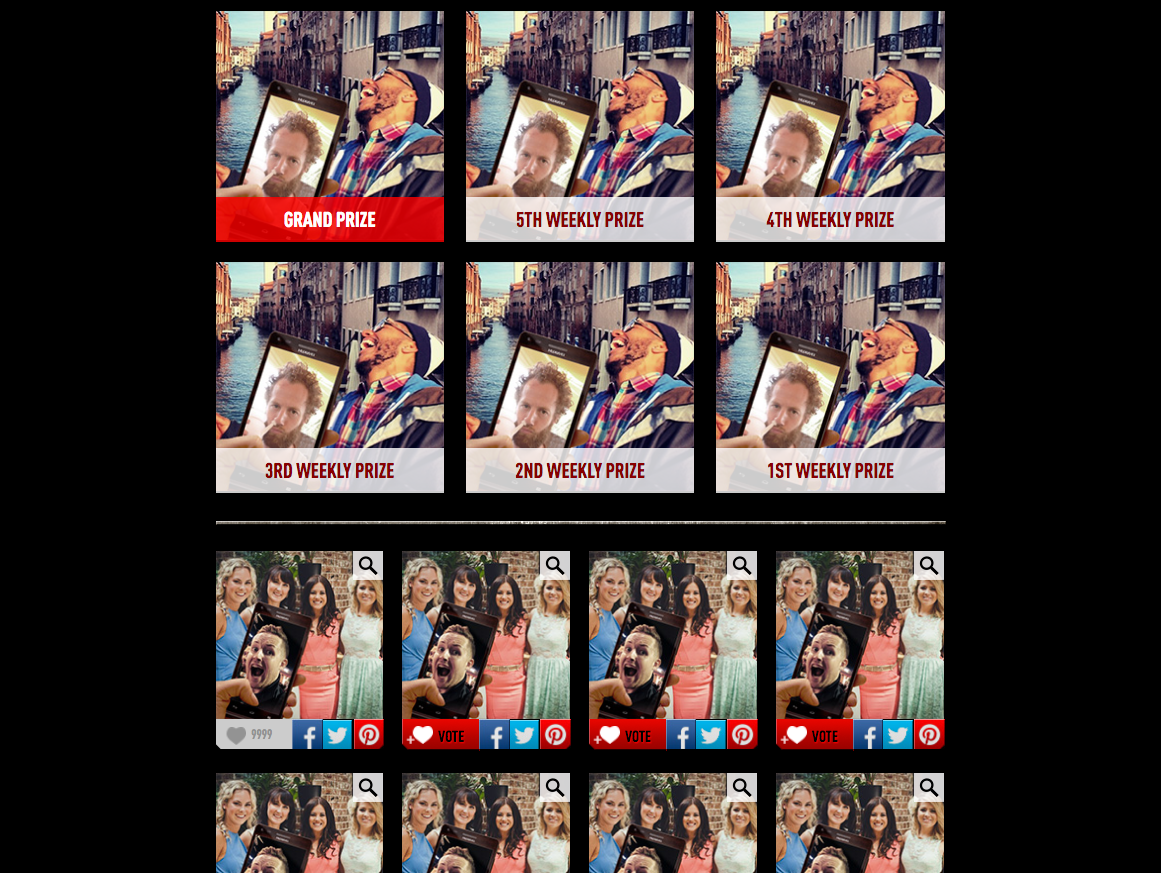 GRAND PRIZE
5TH WEEKLY PRIZE
4TH WEEKLY PRIZE
3RD WEEKLY PRIZE
2ND WEEKLY PRIZE
1ST WEEKLY PRIZE
9999
VOTE
VOTE
VOTE